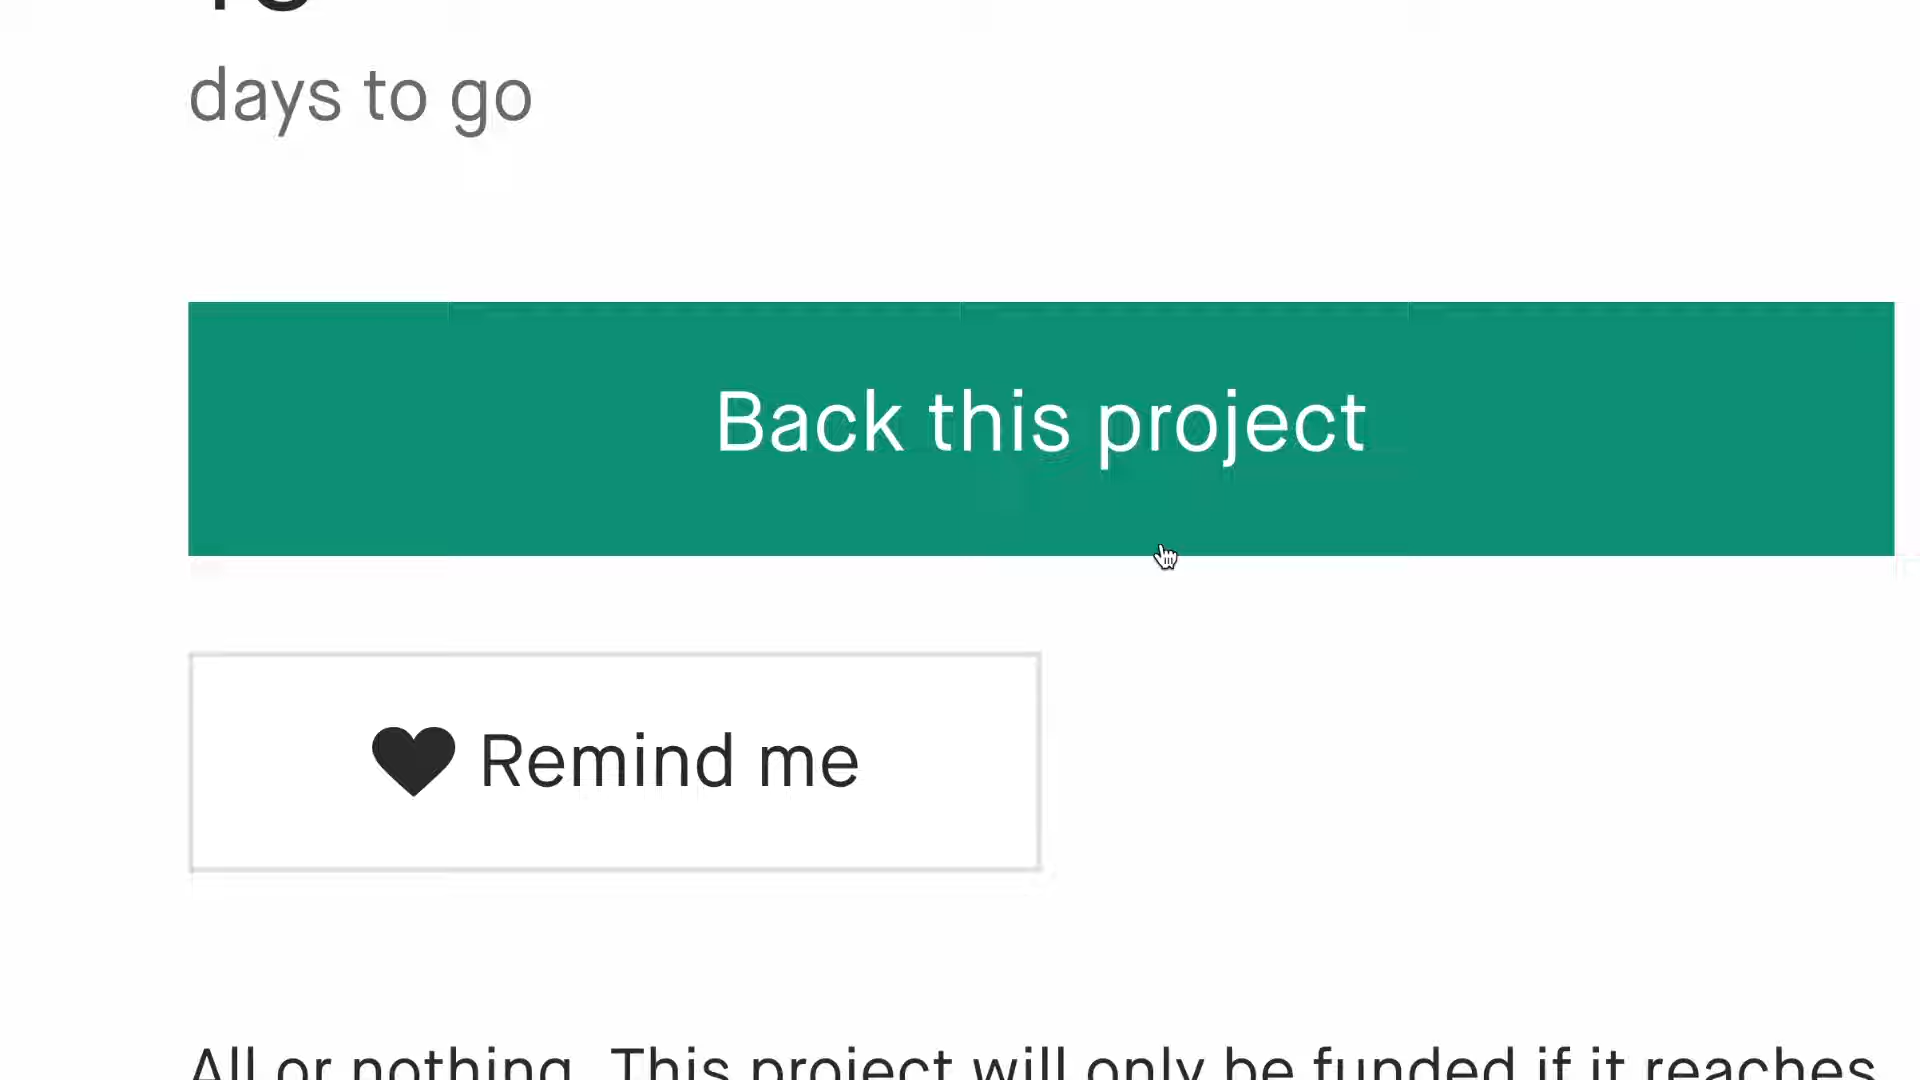 days to go
Back this project
Remind me
All or nothing. This project will only be funded if it reaches